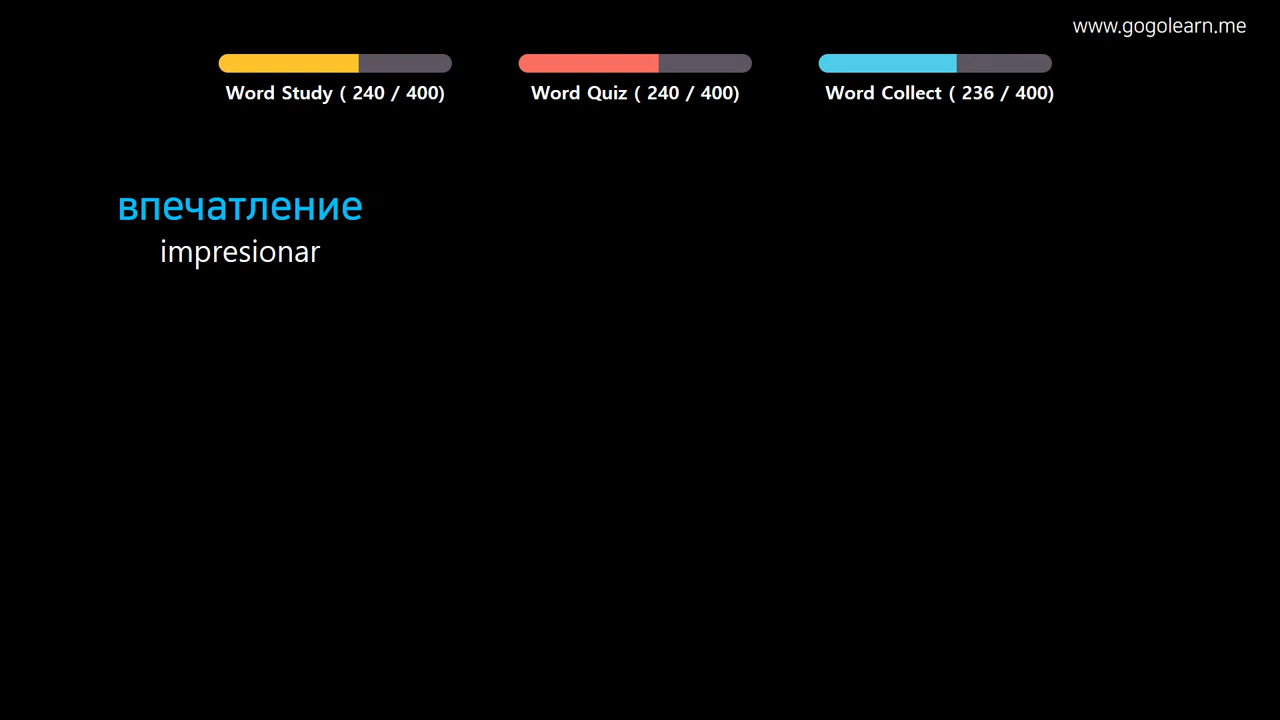 www.gogolearn.me
Word Study ( 240 / 400)
Word Quiz ( 240 / 400)
Word Collect ( 236 / 400)
впечатление
impresionar